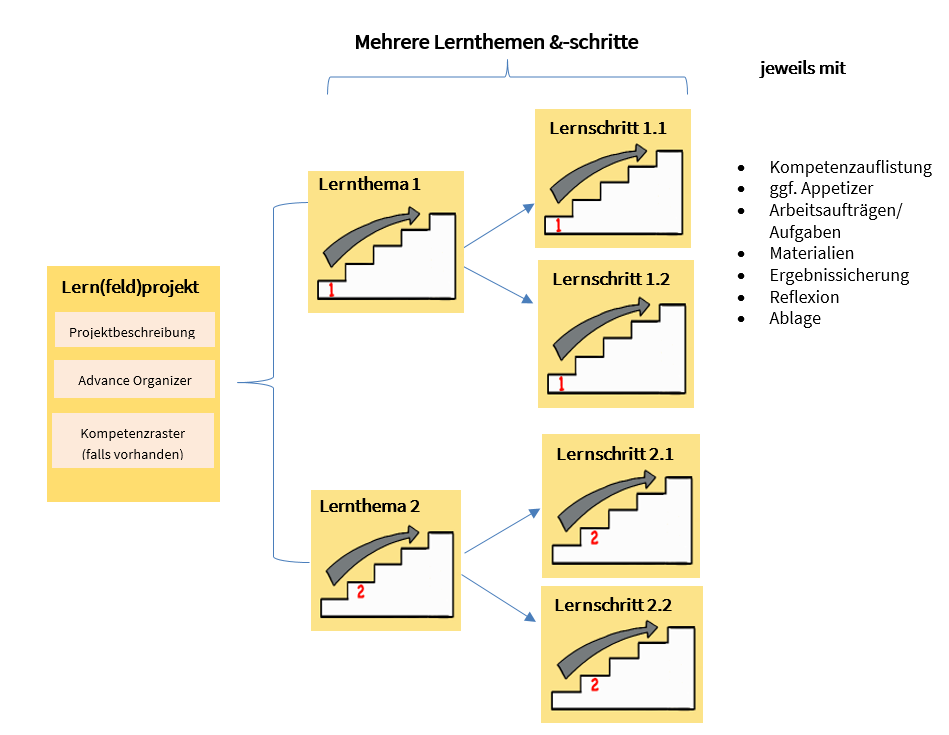 Mehrere Lernthemen &-schritte
jeweils mit
Lern(feld)projekt
Projektbeschreibung
Advance Organizer
Kompetenzraster
(falls vorhanden)
Lernthema 1
1
Lernschritt 1.1
1
Lernschritt 1.2
1
Lernthema 2
2
Lernschritt 2.1
2
Lernschritt 2.2
2
• Kompetenzauflistung
• ggf. Appetizer
• Arbeitsaufträgen/
Aufgaben
• Materialien
• Ergebnissicherung
• Reflexion
• Ablage